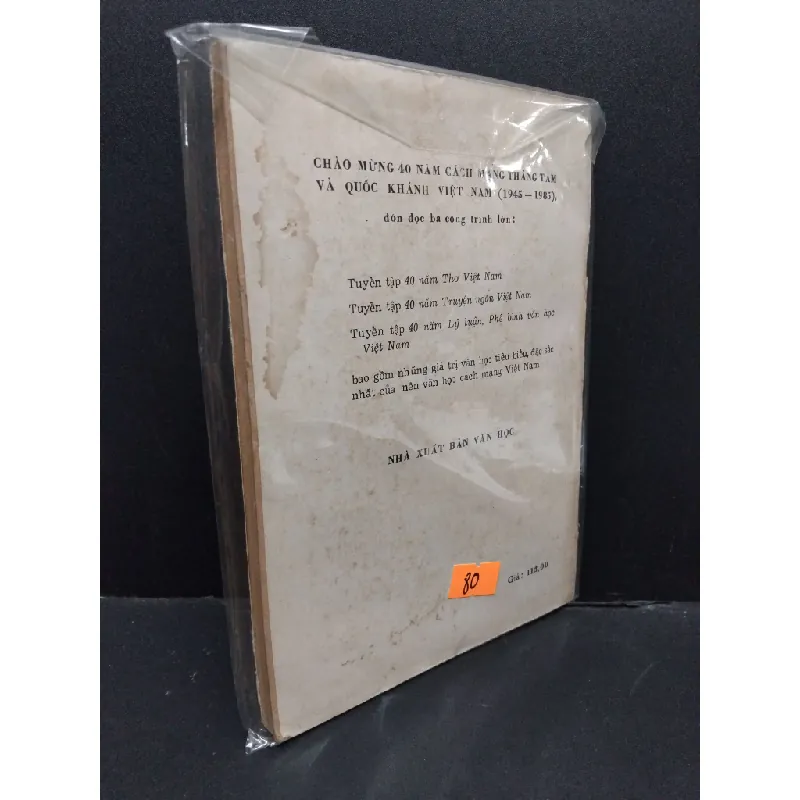 CHÀO MỪNG 40 NĂM CÁCH MẠNG THÁNG TÁM
VÀ QUỐC KHÁNH VIỆT NAM (1945 — 1985),
đón đọc ba công trình lớn:
Tuyển tập 40 năm Thơ Việt Nam
Tuyển tập 40 năm Truyện ngắn Việt Nam
Tuyển tập 40 năm Lý luận, Phê bình văn học
Việt Nam
bao gồm những giá trị văn học tiêu biểu, đặc sắc
nhất của nền văn học cách mạng Việt Nam
NHÀ XUẤT BẢN VĂN HỌC
80
Giá: